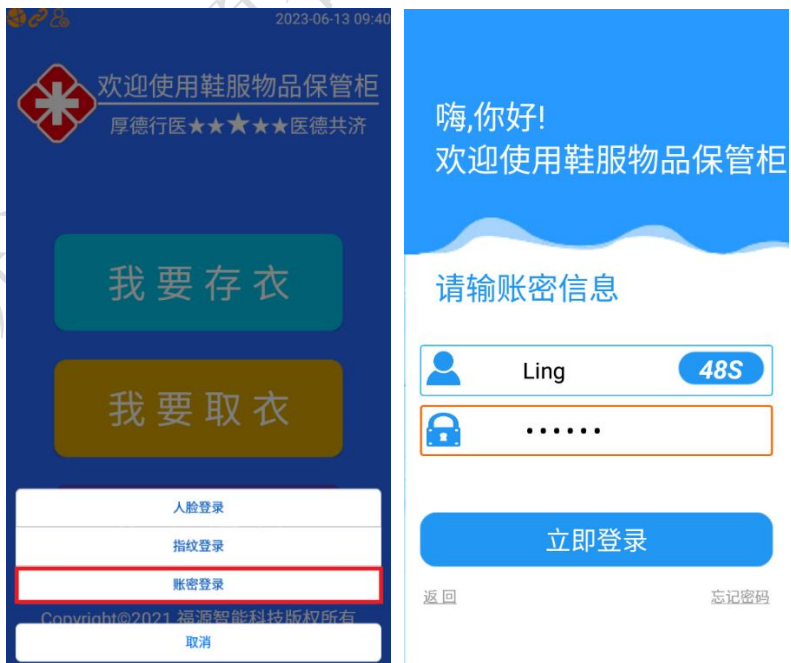 2023-06-13 09:40
欢迎使用鞋服物品保管柜
厚德行医★★★★★医德共济
我要存衣
我要取衣
人脸登录
指纹登录
账密登录
Copyright©2021 福源智能科技版权所有
取消
嗨,你好!
欢迎使用鞋服物品保管柜
请输账密信息
Ling
48S
••••••
立即登录
返回
忘记密码